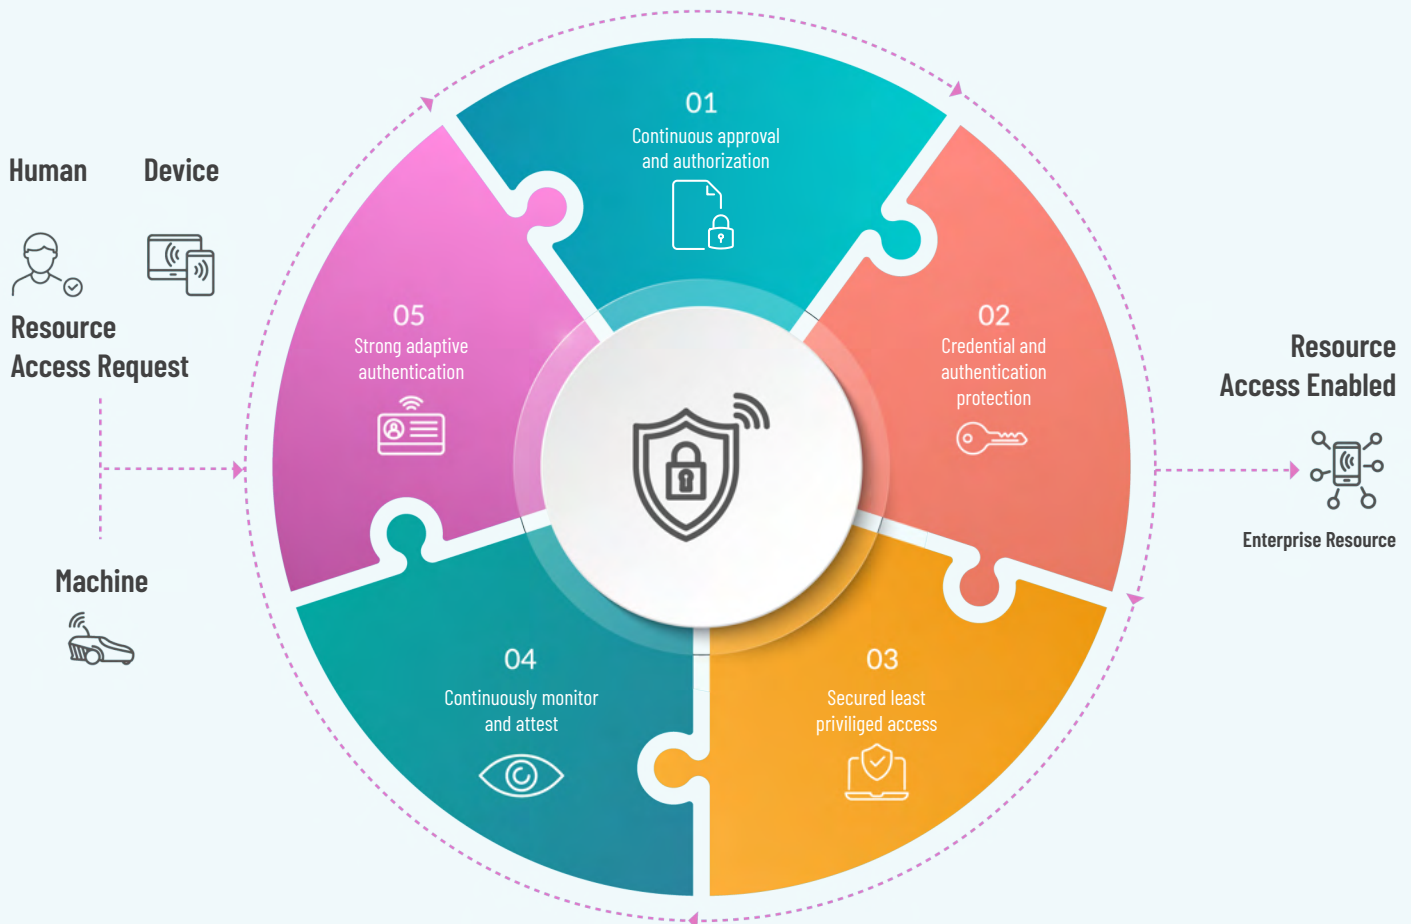 Human
Device
Resource
Access Request
Machine
01
Continuous approval
and authorization
02
Credential and
authentication
protection
03
Secured least
priviliged access
04
Continuously monitor
and attest
05
Strong adaptive
authentication
Resource
Access Enabled
Enterprise Resource